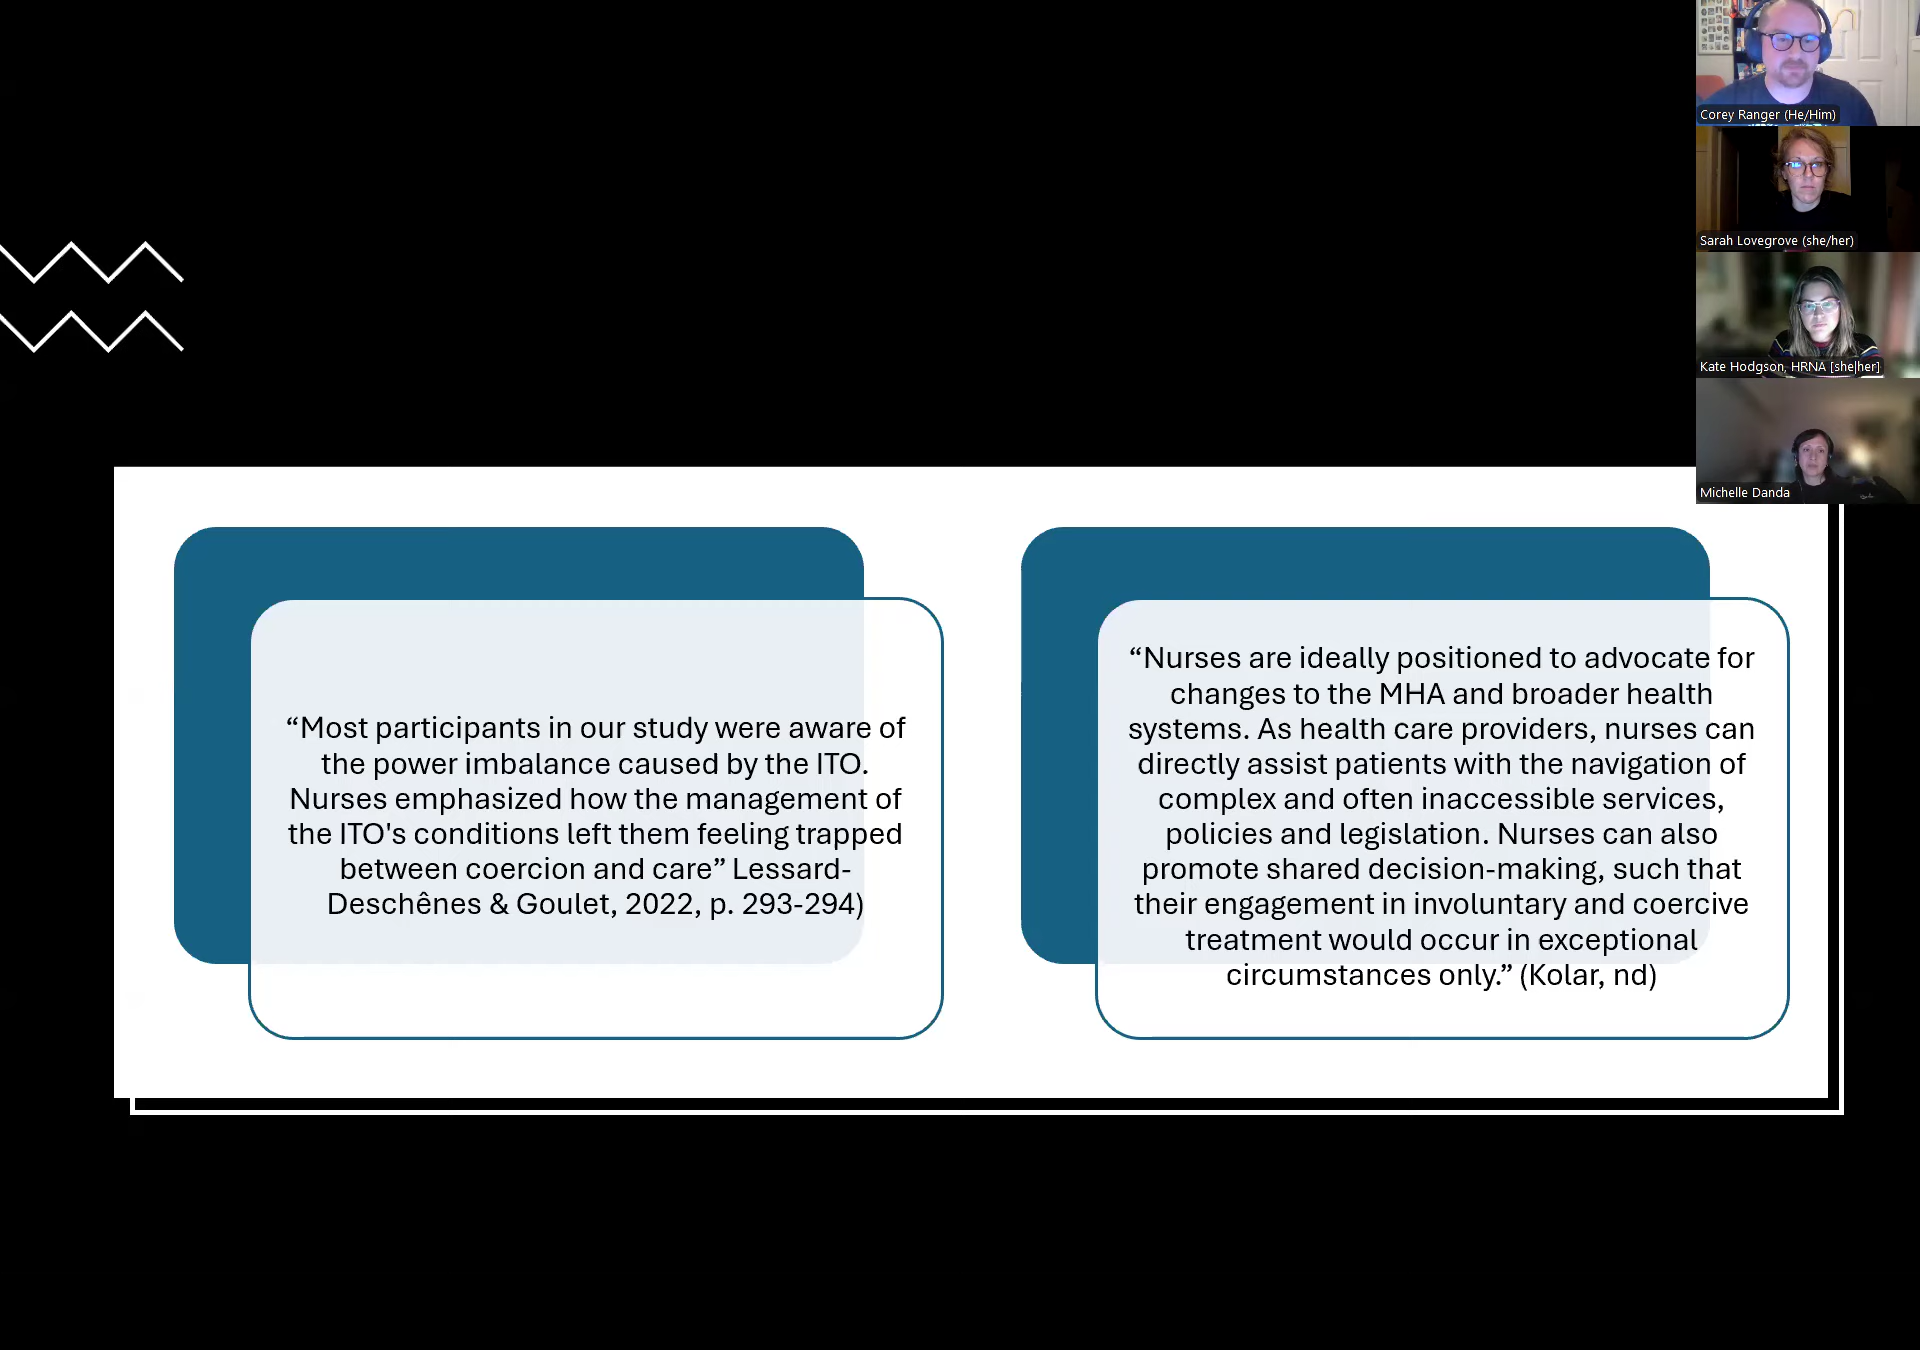 Corey Ranger (He/Him)
Sarah Lovegrove (she/her)
Kate Hodgson, HRNA [she|her]
Michelle Danda
“Most participants in our study were aware of
the power imbalance caused by the ITO.
Nurses emphasized how the management of
the ITO's conditions left them feeling trapped
between coercion and care” Lessard-
Deschênes & Goulet, 2022, p. 293-294)
“Nurses are ideally positioned to advocate for
changes to the MHA and broader health
systems. As health care providers, nurses can
directly assist patients with the navigation of
complex and often inaccessible services,
policies and legislation. Nurses can also
promote shared decision-making, such that
their engagement in involuntary and coercive
treatment would occur in exceptional
circumstances only.” (Kolar, nd)